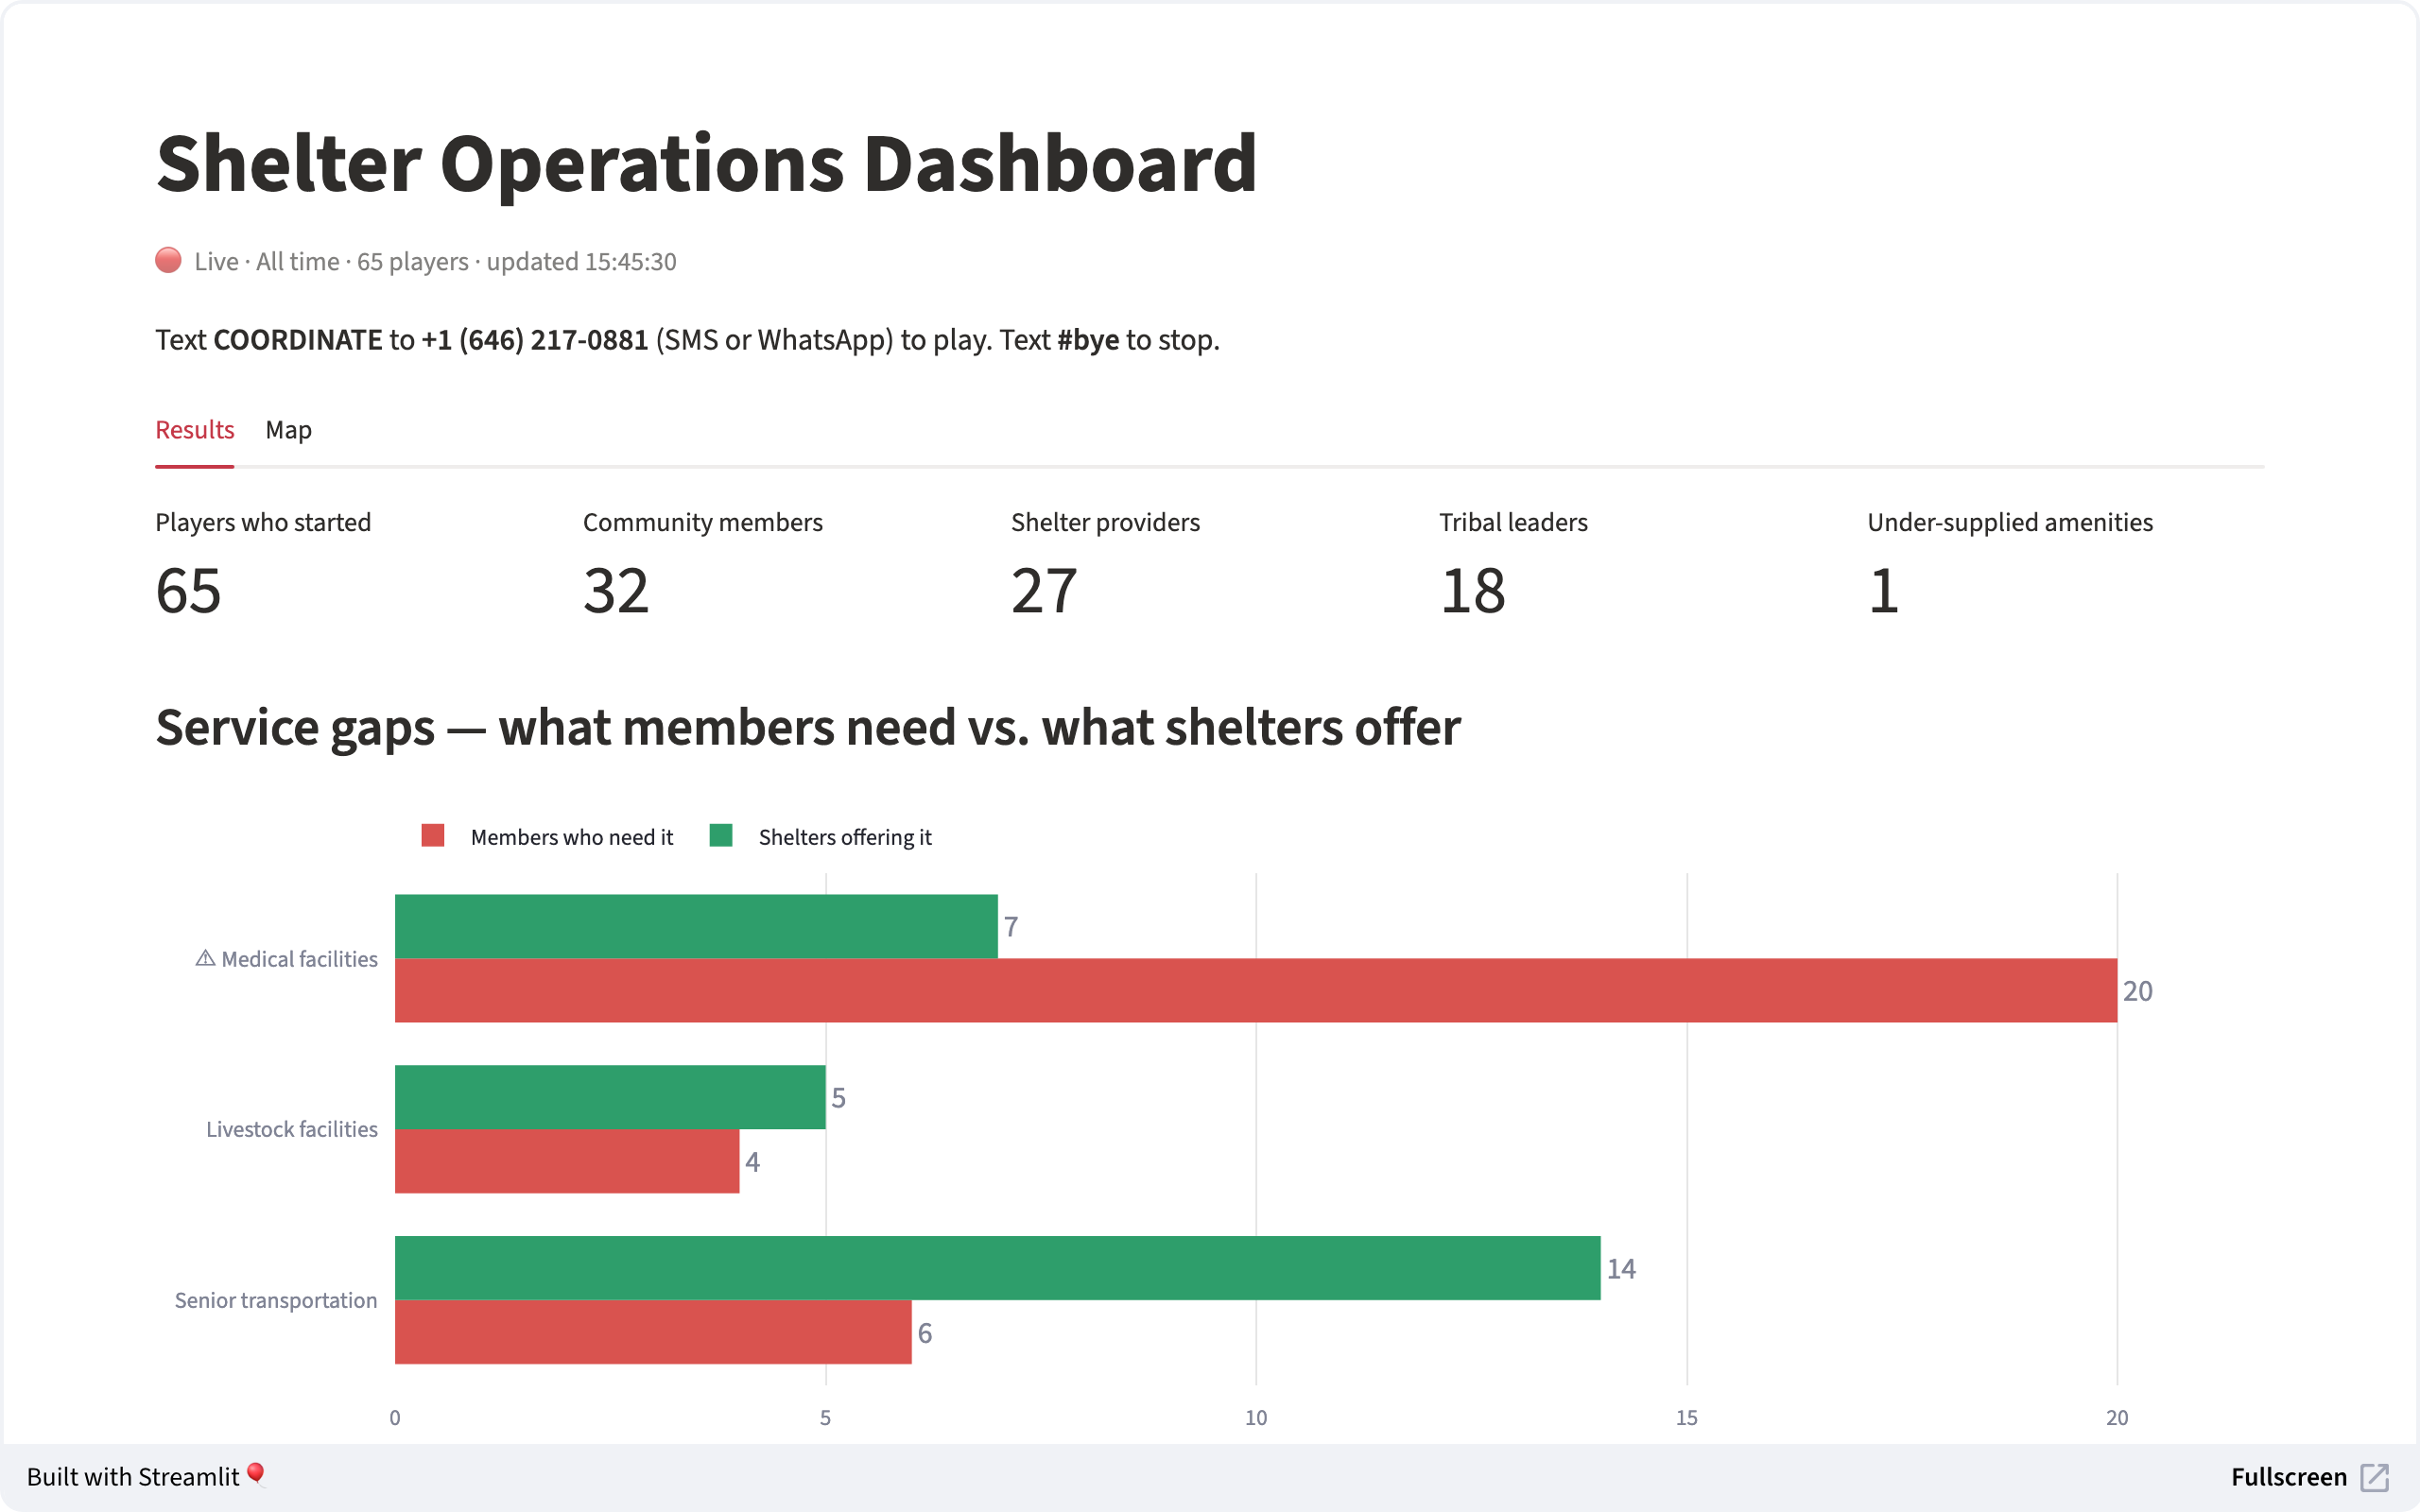 Shelter Operations Dashboard
Live · All time · 65 players · updated 15:45:30
Text COORDINATE to +1 (646) 217-0881 (SMS or WhatsApp) to play. Text #bye to stop.
Results Map
Players who started Community members Shelter providers Tribal leaders Under-supplied amenities
65 32 27 18 1
Service gaps — what members need vs. what shelters offer
Members who need it Shelters offering it
7
⚠ Medical facilities
20
5
Livestock facilities
4
14
Senior transportation
6
0 5 10 15 20
Built with Streamlit 🎈 Fullscreen